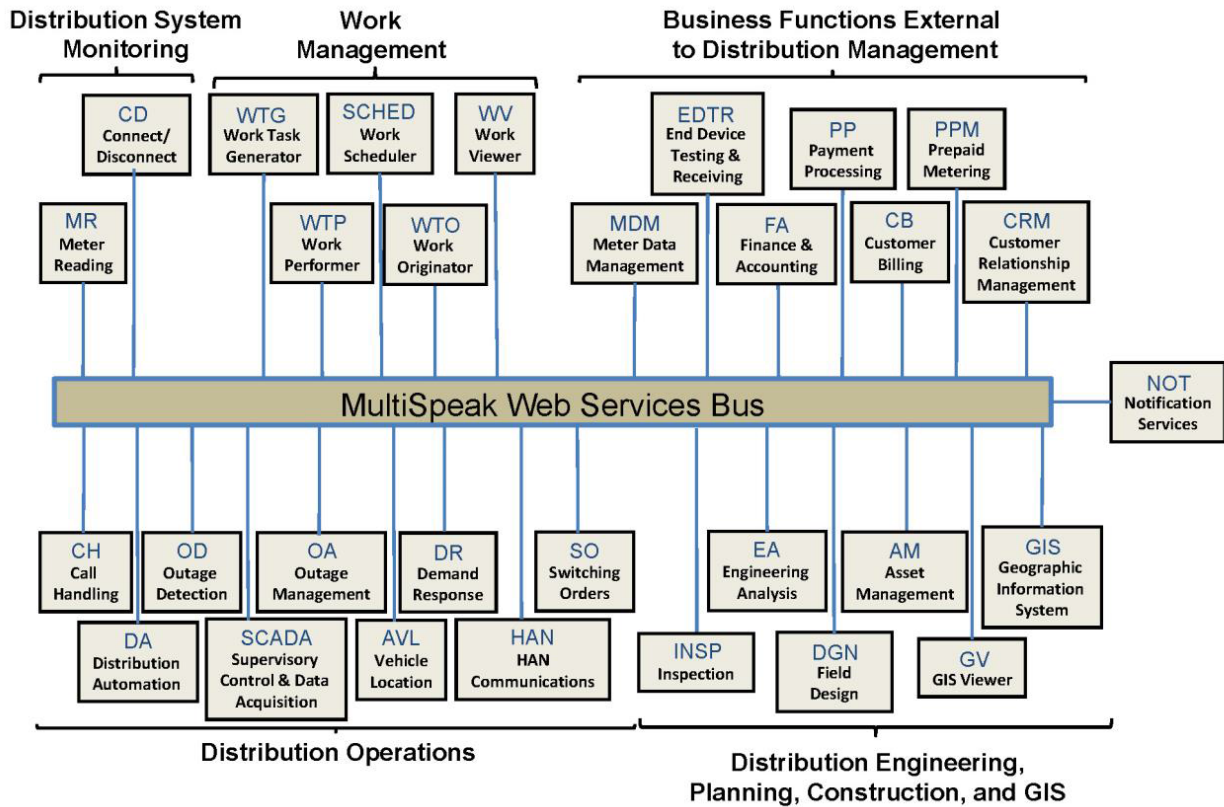 Distribution System
Monitoring
Work
Management
Business Functions External
to Distribution Management
CD
Connect/
Disconnect
WTG
Work Task
Generator
SCHED
Work
Scheduler
WV
Work
Viewer
EDTR
End Device
Testing &
Receiving
PP
Payment
Processing
PPM
Prepaid
Metering
MR
Meter
Reading
WTP
Work
Performer
WTO
Work
Originator
MDM
Meter Data
Management
FA
Finance &
Accounting
CB
Customer
Billing
CRM
Customer
Relationship
Management
MultiSpeak Web Services Bus
NOT
Notification
Services
CH
Call
Handling
OD
Outage
Detection
OA
Outage
Management
DR
Demand
Response
SO
Switching
Orders
EA
Engineering
Analysis
AM
Asset
Management
GIS
Geographic
Information
System
DA
Distribution
Automation
SCADA
Supervisory
Control & Data
Acquisition
AVL
Vehicle
Location
HAN
HAN
Communications
INSP
Inspection
DGN
Field
Design
GV
GIS Viewer
Distribution Operations
Distribution Engineering,
Planning, Construction, and GIS